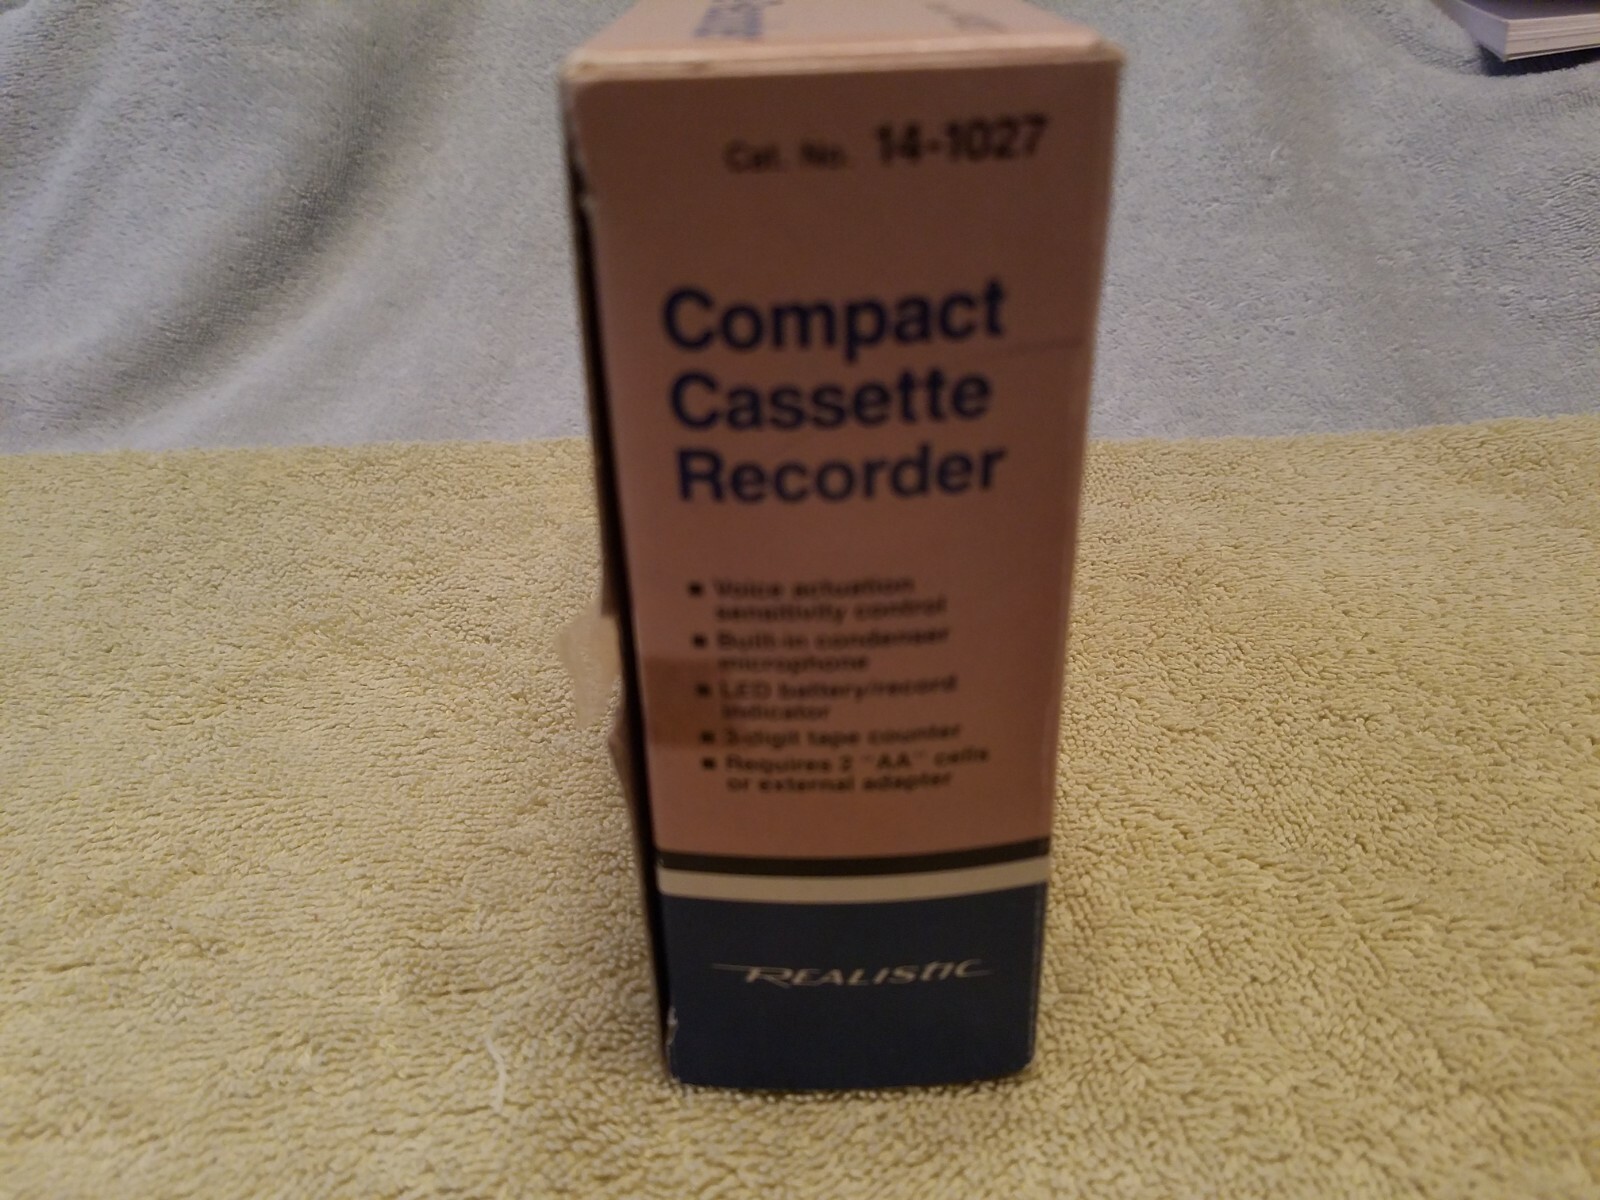 Cat. No. 14-1027
Compact
Cassette
Recorder
▪ Voice actuation
sensitivity control
▪ Built-in condenser
microphone
▪ LED battery/record
indicator
▪ 3-digit tape counter
▪ Requires 2 "AA" cells
or external adapter
REALISTIC